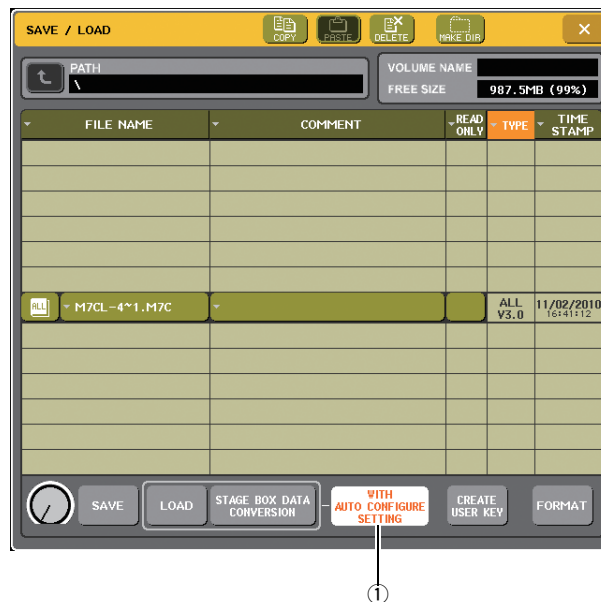 SAVE / LOAD
COPY
PASTE
DELETE
MAKE DIR
PATH
\
VOLUME NAME
FREE SIZE 987.5MB (99%)
FILE NAME COMMENT READ ONLY TYPE TIME STAMP
ALL M7CL-4~1.M7C ALL V3.0 11/02/2010 16:41:12
SAVE
LOAD
STAGE BOX DATA
CONVERSION
WITH
AUTO CONFIGURE
SETTING
CREATE
USER KEY
FORMAT
①